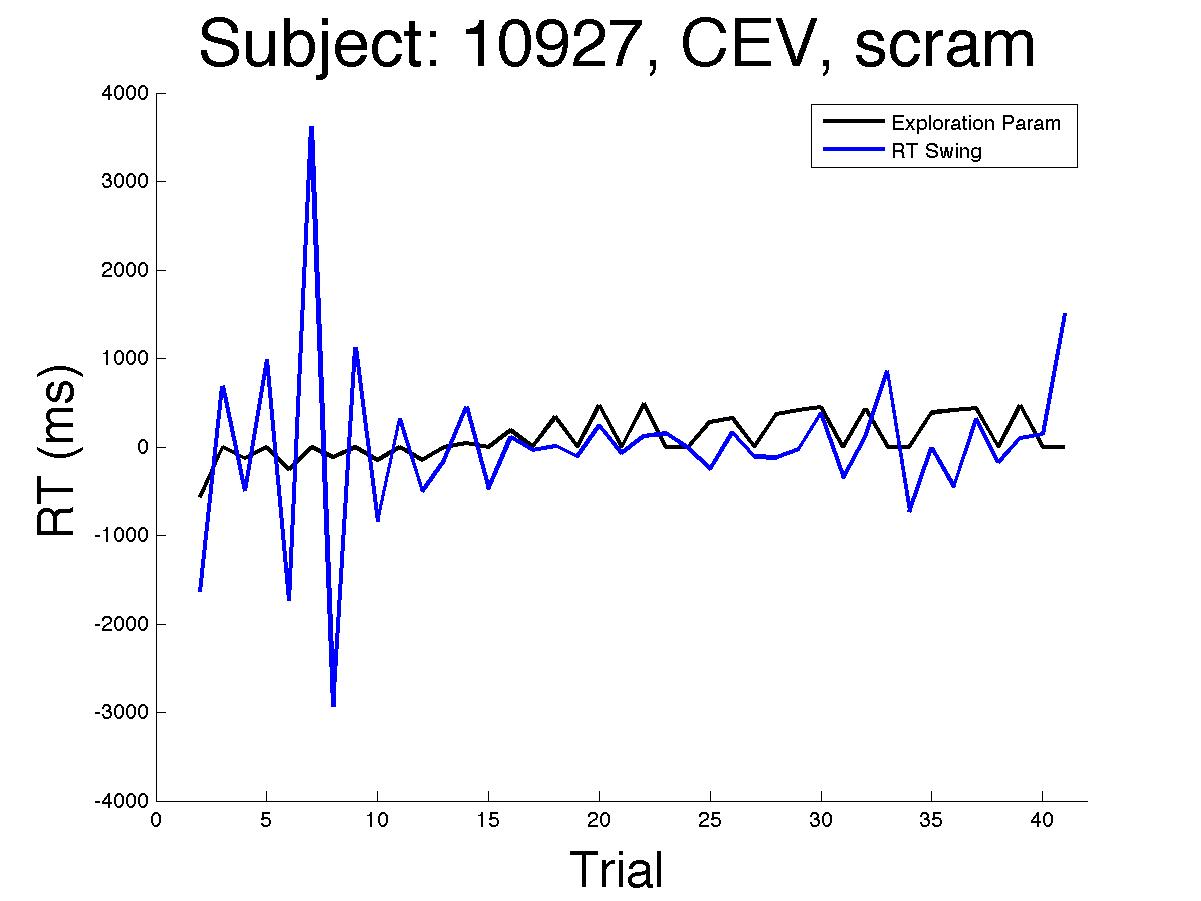 Subject: 10927, CEV, scram
4000
3000
2000
1000
0
-1000
-2000
-3000
-4000
RT (ms)
Exploration Param
RT Swing
0 5 10 15 20 25 30 35 40
Trial